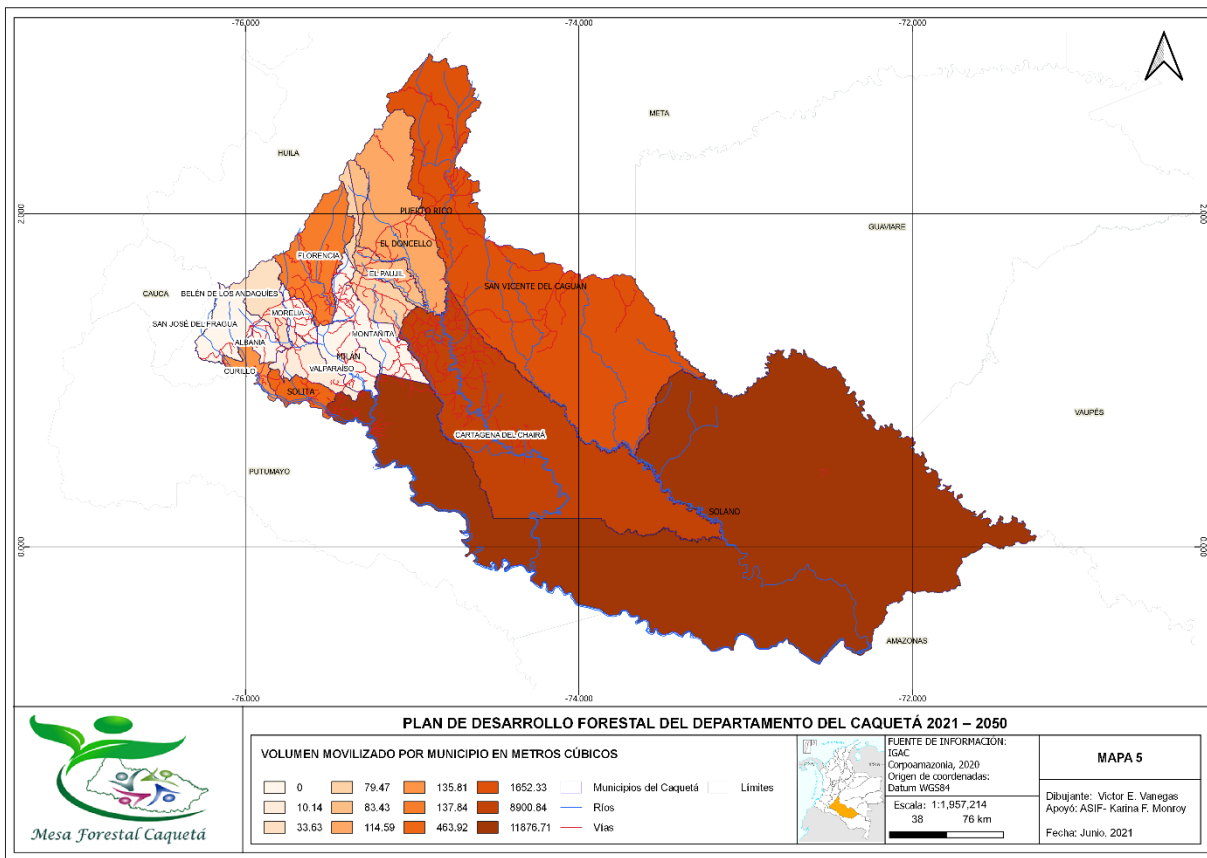 -76.000
-74.000
-72.000
META
HUILA
2.000
PUERTO RICO
2.000
GUAVIARE
EL DONCELLO
FLORENCIA
EL PAUJIL
SAN VICENTE DEL CAGUÁN
CAUCA
BELÉN DE LOS ANDAQUÍES
MORELIA
SAN JOSÉ DEL FRAGUA
MONTAÑITA
ALBANIA
MILÁN
VALPARAÍSO
CURILLO
SOLITA
VAUPÉS
CARTAGENA DEL CHAIRÁ
PUTUMAYO
SOLANO
0.000
0.000
AMAZONAS
-76.000
-74.000
-72.000
Mesa Forestal Caquetá
PLAN DE DESARROLLO FORESTAL DEL DEPARTAMENTO DEL CAQUETÁ 2021 – 2050
VOLUMEN MOVILIZADO POR MUNICIPIO EN METROS CÚBICOS
0 79.47 135.81 1652.33 Municipios del Caquetá Límites
10.14 83.43 137.84 8900.84 Ríos
33.63 114.59 463.92 11876.71 Vías
FUENTE DE INFORMACIÓN:
IGAC
Corpoamazonia, 2020
Origen de coordenadas:
Datum WGS84
Escala: 1:1,957,214
38 76 km
MAPA 5
Dibujante: Victor E. Vanegas
Apoyó: ASIF- Karina F. Monroy
Fecha: Junio, 2021